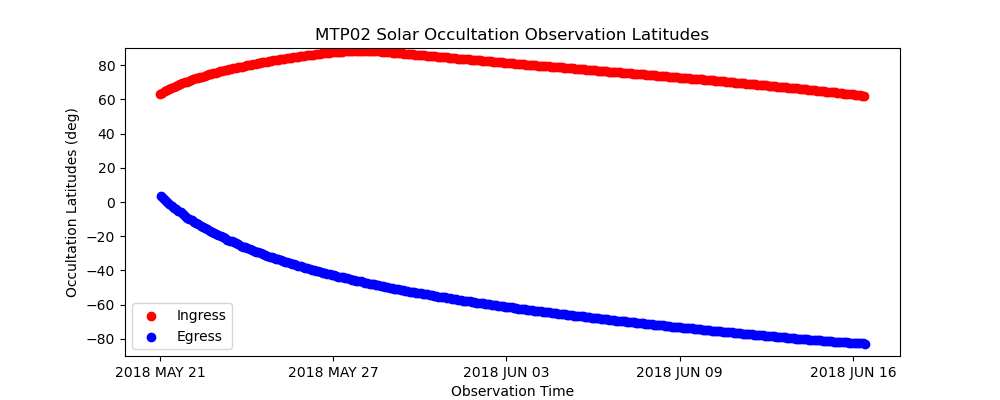 MTP02 Solar Occultation Observation Latitudes
Occultation Latitudes (deg)
80
60
40
20
0
−20
−40
−60
−80
Ingress
Egress
2018 MAY 21 2018 MAY 27 2018 JUN 03 2018 JUN 09 2018 JUN 16
Observation Time